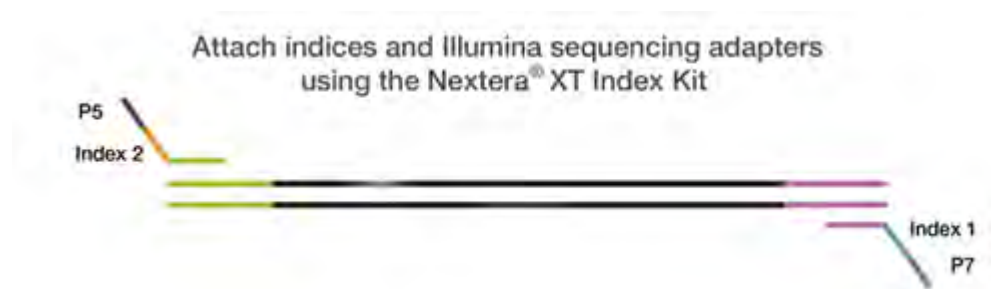 Attach indices and Illumina sequencing adapters
using the Nextera® XT Index Kit
P5
Index 2
Index 1
P7